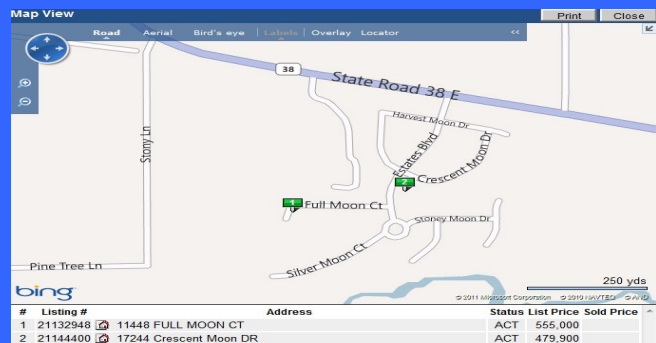 Map View Print Close
Road Aerial Bird's eye | Labels | Overlay Locator <<
38
State Road 38 E
Harvest Moon Dr
Stony Ln
Estates Blvd
Crescent Moon Dr
2
1
Full Moon Ct
Stoney Moon Dr
Silver Moon Ct
Pine Tree Ln
250 yds
bing
© 2011 Microsoft Corporation © 2010 NAVTEQ © AND
# Listing # Address Status List Price Sold Price
1 21132948 11448 FULL MOON CT ACT 555,000
2 21144400 17244 Crescent Moon DR ACT 479,900